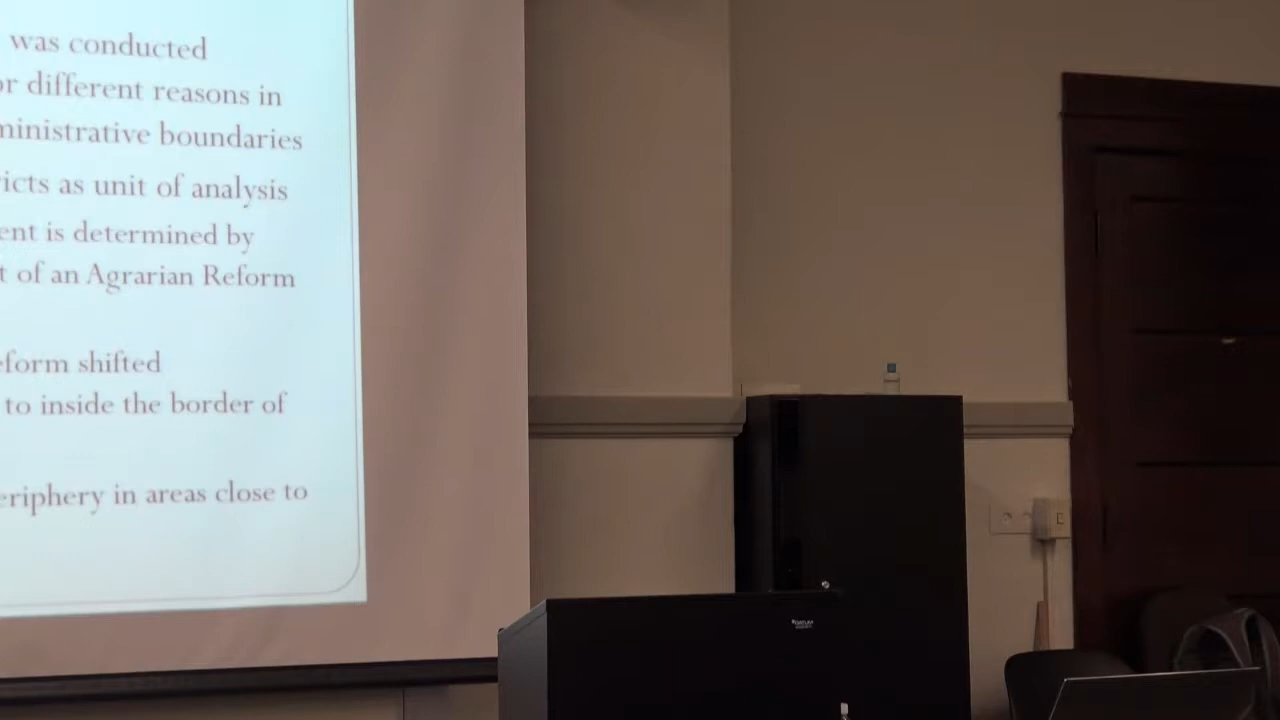 was conducted
or different reasons in
ministrative boundaries
icts as unit of analysis
ent is determined by
t of an Agrarian Reform
eform shifted
to inside the border of
eriphery in areas close to